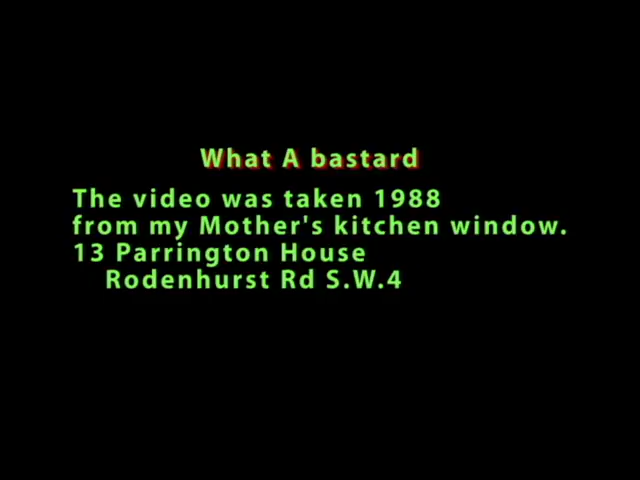 What A bastard
The video was taken 1988
from my Mother's kitchen window.
13 Parrington House
Rodenhurst Rd S.W.4